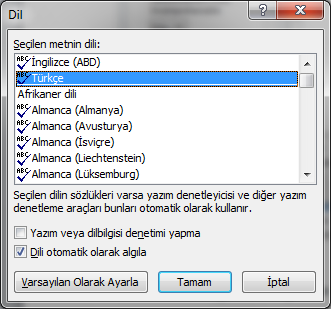 Dil
Seçilen metnin dili:
İngilizce (ABD)
Türkçe
Afrikaner dili
Almanca (Almanya)
Almanca (Avusturya)
Almanca (İsviçre)
Almanca (Liechtenstein)
Almanca (Lüksemburg)
Seçilen dilin sözlükleri varsa yazım denetleyicisi ve diğer yazım
denetleme araçları bunları otomatik olarak kullanır.
Yazım veya dilbilgisi denetimi yapma
Dili otomatik olarak algıla
Varsayılan Olarak Ayarla Tamam İptal